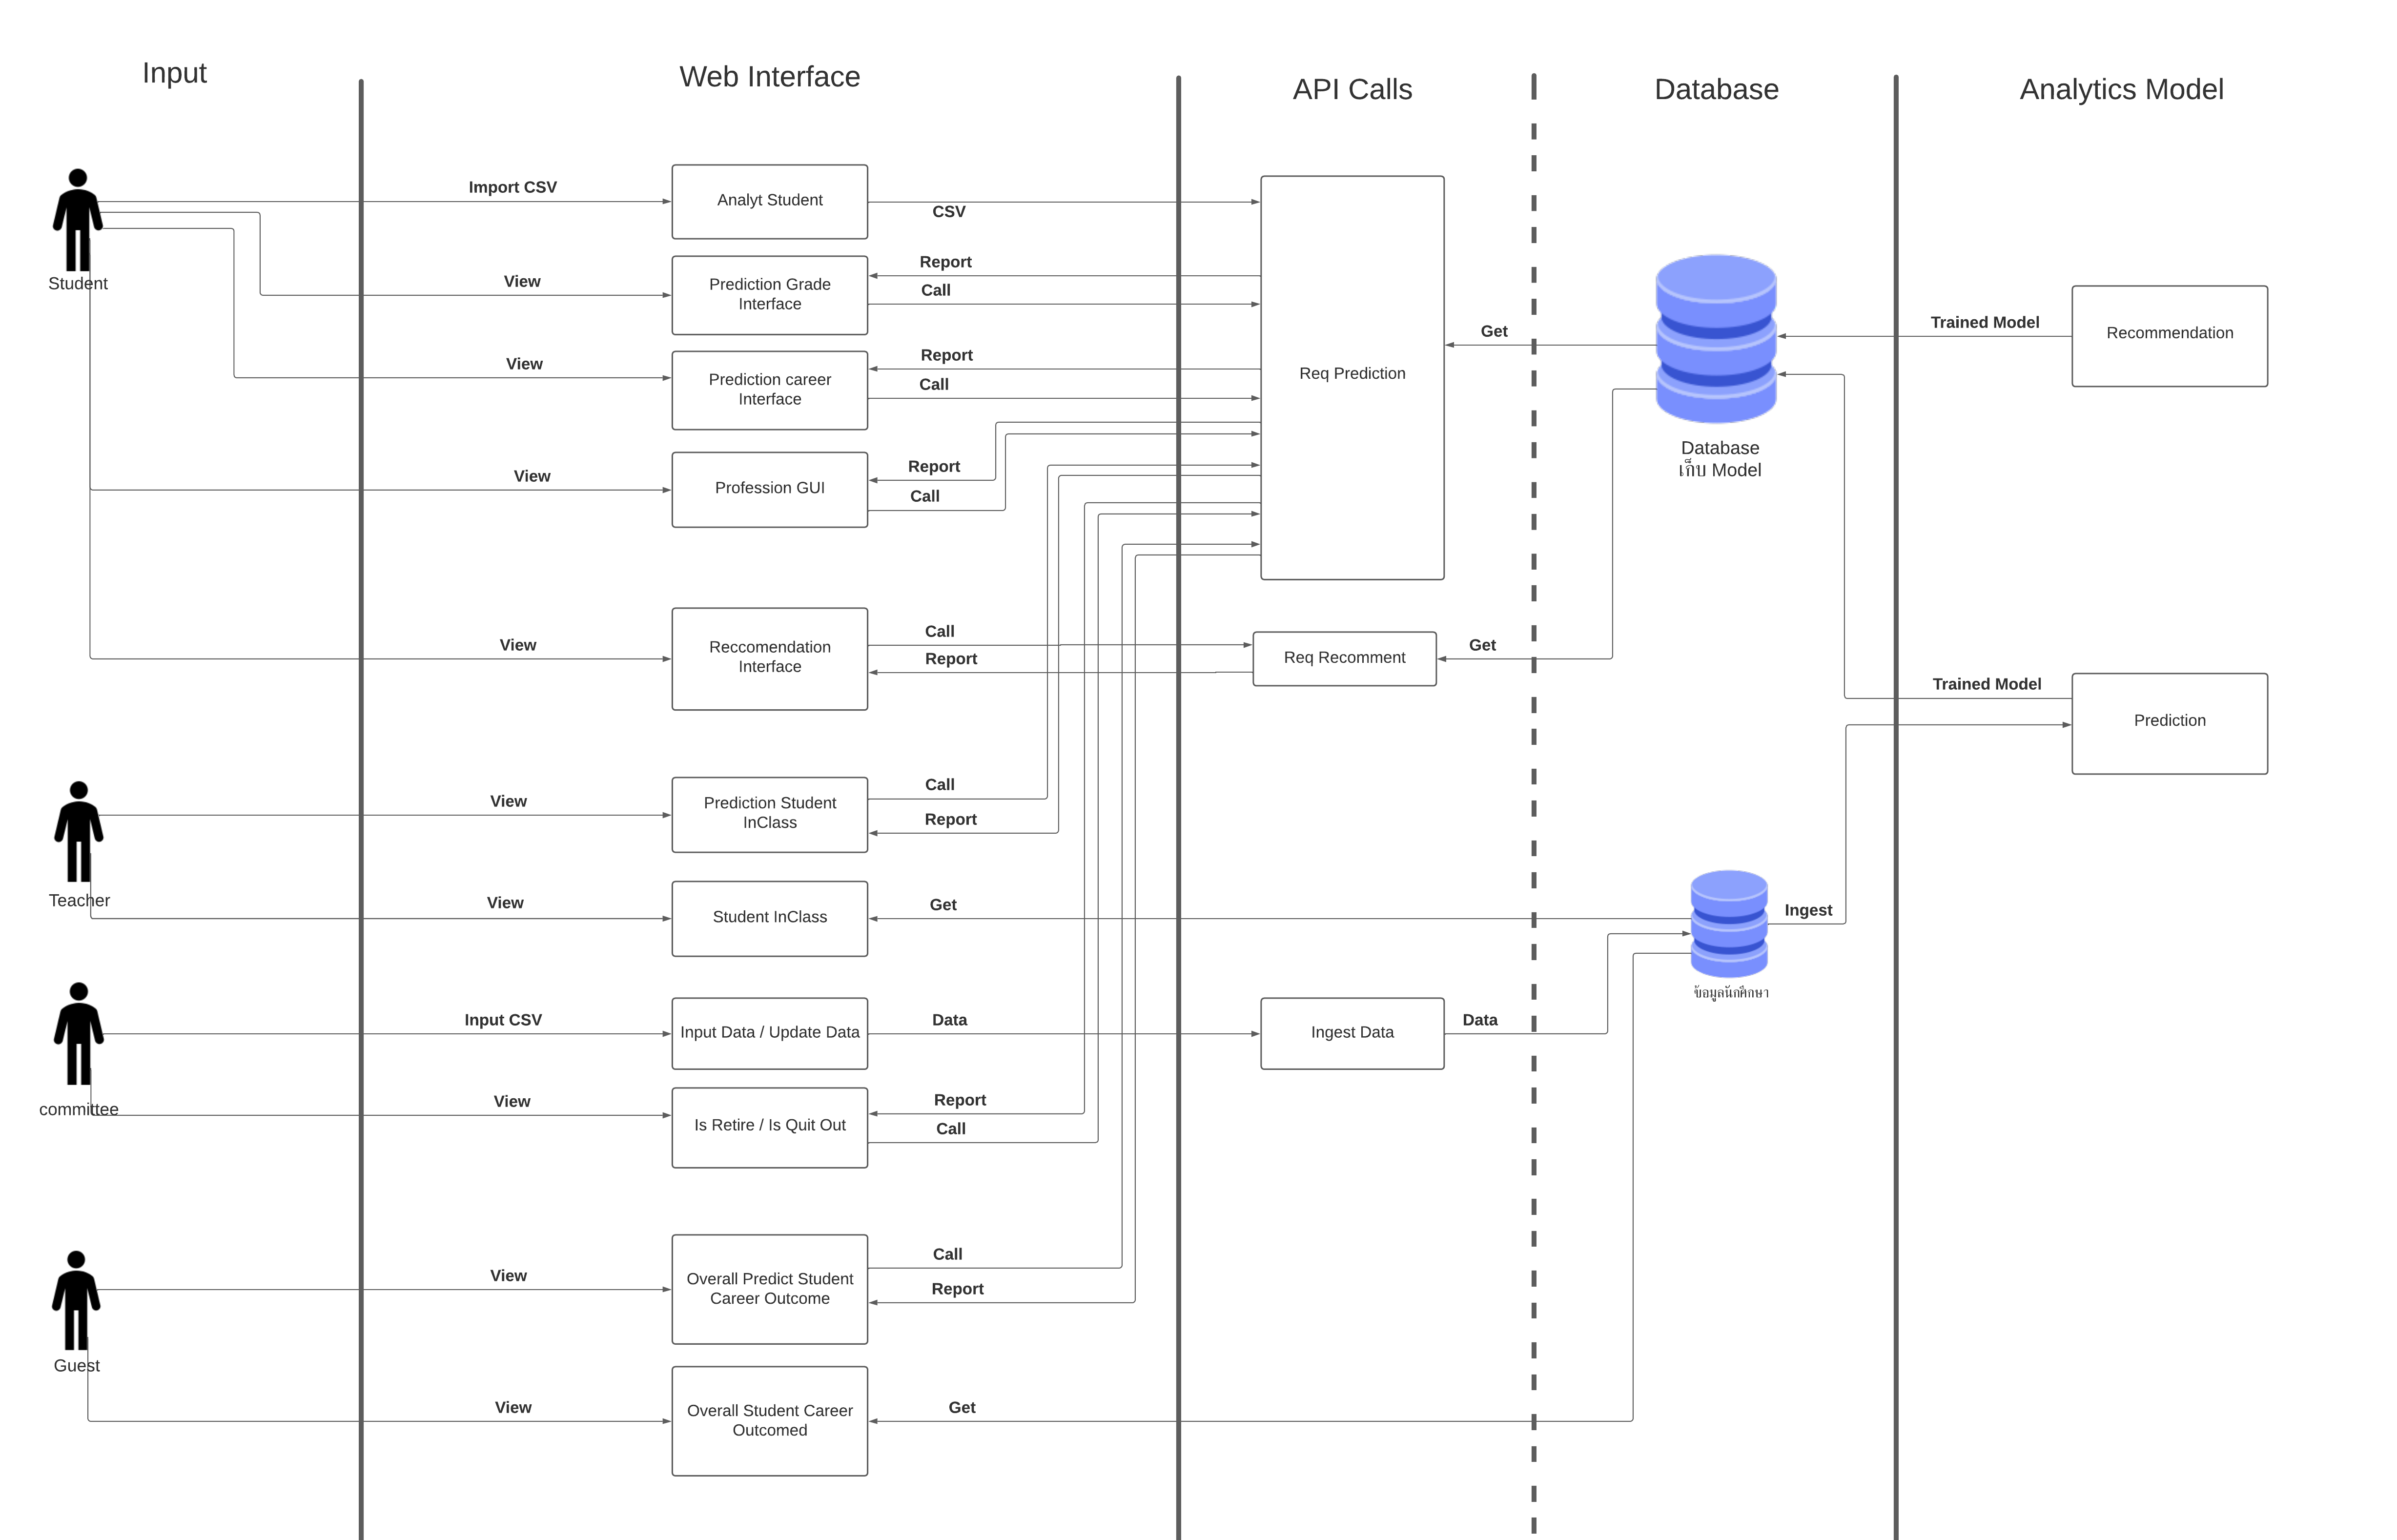 Input
Web Interface
API Calls
Database
Analytics Model
Student
Import CSV
Analyt Student
CSV
View
Prediction Grade
Interface
Report
Call
View
Prediction career
Interface
Report
Call
View
Profession GUI
Report
Call
Req Prediction
Get
Database
เก็บ Model
Trained Model
Recommendation
View
Reccomendation
Interface
Call
Report
Req Recomment
Get
Trained Model
Prediction
Teacher
View
Prediction Student
InClass
Call
Report
View
Student InClass
Get
Ingest
ข้อมูลนักศึกษา
committee
Input CSV
Input Data / Update Data
Data
Ingest Data
Data
View
Is Retire / Is Quit Out
Report
Call
Guest
View
Overall Predict Student
Career Outcome
Call
Report
View
Overall Student Career
Outcomed
Get